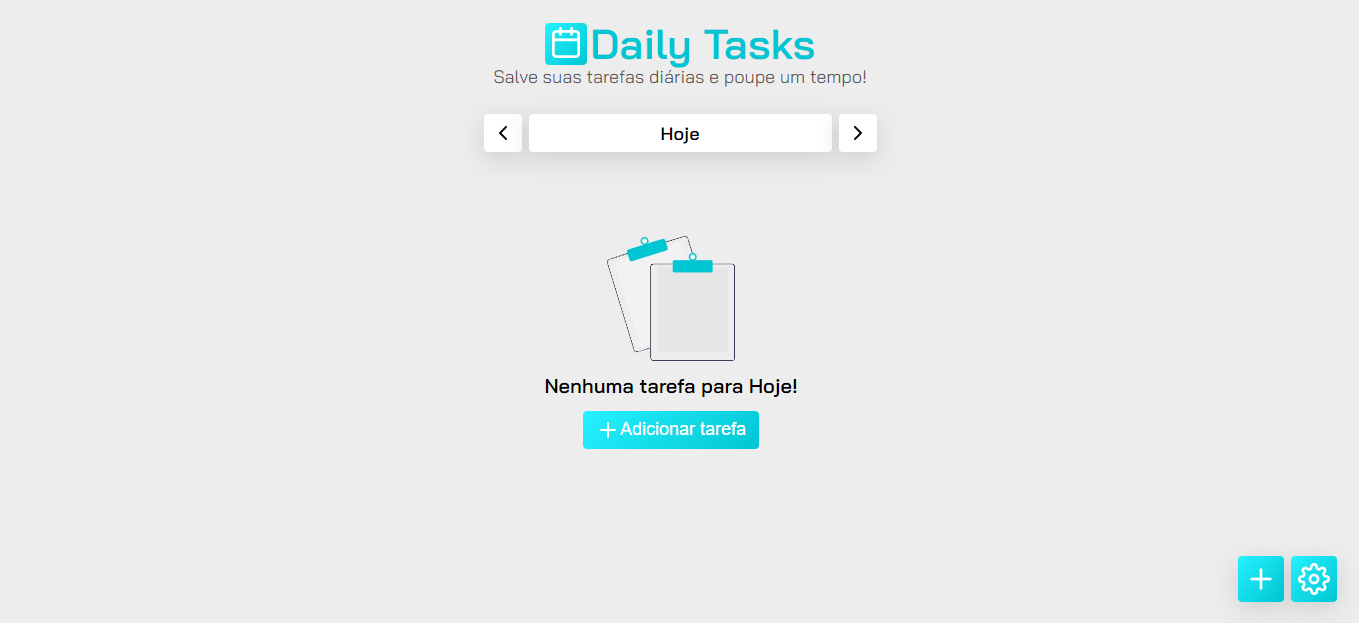 Daily Tasks
Salve suas tarefas diárias e poupe um tempo!
Hoje
Nenhuma tarefa para Hoje!
Adicionar tarefa